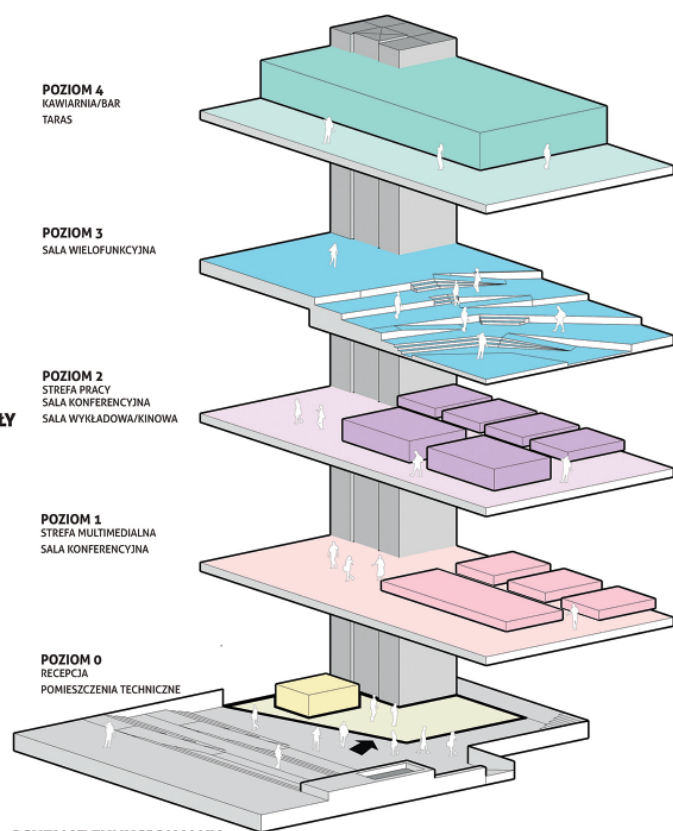 POZIOM 4
KAWIARNIA/BAR
TARAS
POZIOM 3
SALA WIELOFUNKCYJNA
POZIOM 2
STREFA PRACY
SALA KONFERENCYJNA
SALA WYKŁADOWA/KINOWA
POZIOM 1
STREFA MULTIMEDIALNA
SALA KONFERENCYJNA
POZIOM 0
RECEPCJA
POMIESZCZENIA TECHNICZNE